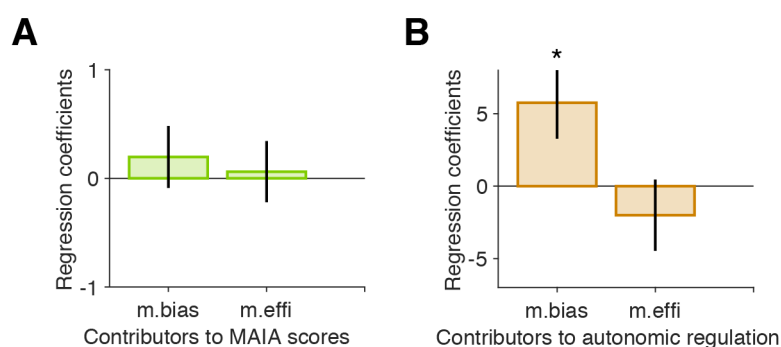 A
Regression coefficients
1
0
-1
m.bias m.effi
Contributors to MAIA scores
B
*
Regression coefficients
5
0
-5
m.bias m.effi
Contributors to autonomic regulation